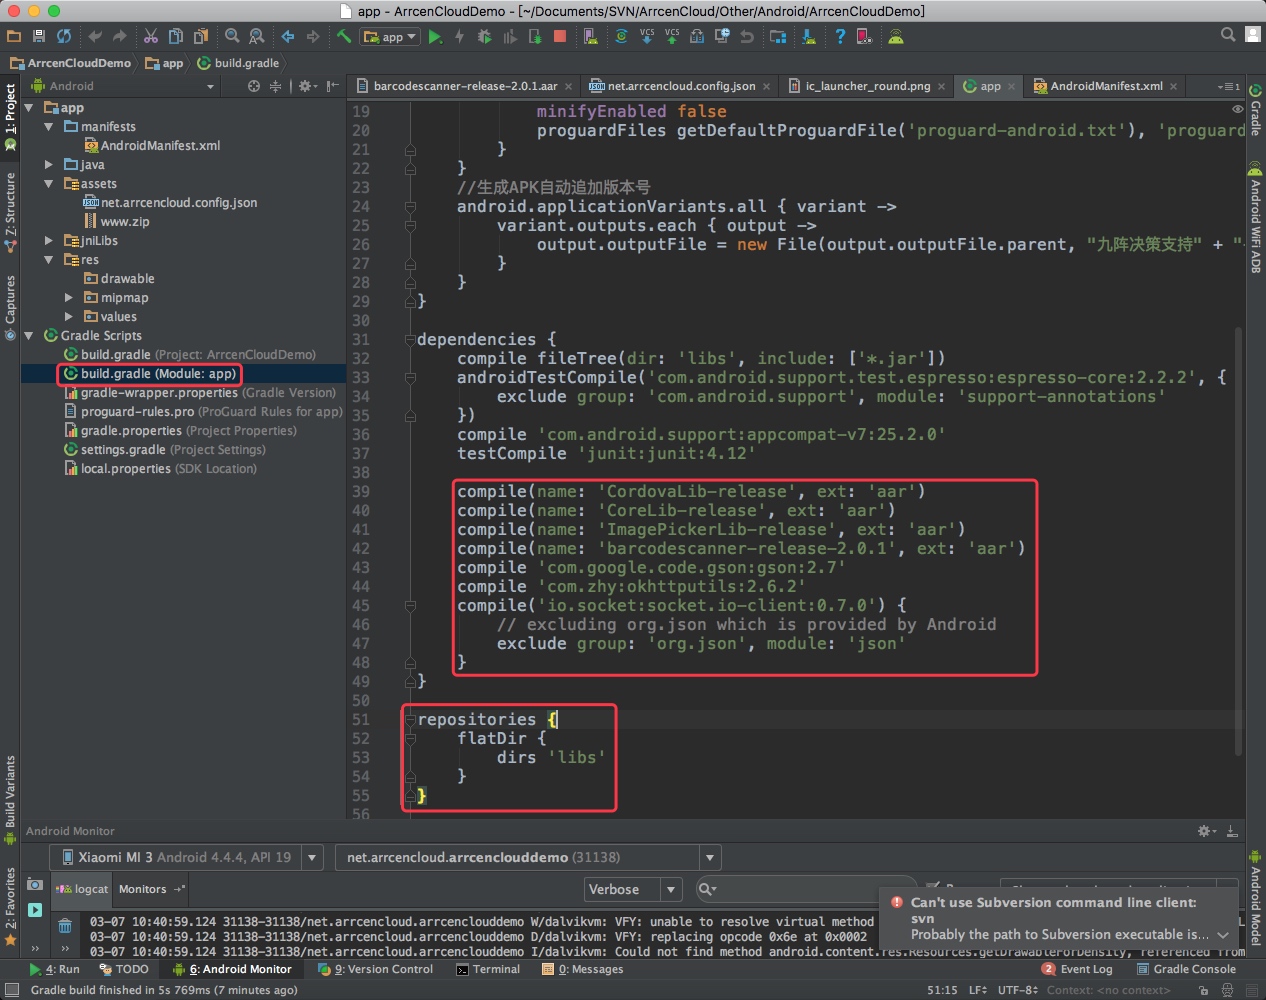 app - ArrcenCloudDemo - [~/Documents/SVN/ArrcenCloud/Other/Android/ArrcenCloudDemo]
app
VCS VCS
ArrcenCloudDemo app build.gradle
1: Project
Z: Structure
Captures
Build Variants
2: Favorites
Android
app
manifests
AndroidManifest.xml
java
assets
net.arrcencloud.config.json
www.zip
jniLibs
res
drawable
mipmap
values
Gradle Scripts
build.gradle (Project: ArrcenCloudDemo)
build.gradle (Module: app)
gradle-wrapper.properties (Gradle Version)
proguard-rules.pro (ProGuard Rules for app)
gradle.properties (Project Properties)
settings.gradle (Project Settings)
local.properties (SDK Location)
barcodescanner-release-2.0.1.aar net.arrcencloud.config.json ic_launcher_round.png app AndroidManifest.xml
19 minifyEnabled false
20 proguardFiles getDefaultProguardFile('proguard-android.txt'), 'proguard
21 }
22 }
23 //生成APK自动追加版本号
24 android.applicationVariants.all { variant ->
25 variant.outputs.each { output ->
26 output.outputFile = new File(output.outputFile.parent, "九阵决策支持" + "
27 }
28 }
29 }
30
31 dependencies {
32 compile fileTree(dir: 'libs', include: ['*.jar'])
33 androidTestCompile('com.android.support.test.espresso:espresso-core:2.2.2', {
34 exclude group: 'com.android.support', module: 'support-annotations'
35 })
36 compile 'com.android.support:appcompat-v7:25.2.0'
37 testCompile 'junit:junit:4.12'
38
39 compile(name: 'CordovaLib-release', ext: 'aar')
40 compile(name: 'CoreLib-release', ext: 'aar')
41 compile(name: 'ImagePickerLib-release', ext: 'aar')
42 compile(name: 'barcodescanner-release-2.0.1', ext: 'aar')
43 compile 'com.google.code.gson:gson:2.7'
44 compile 'com.zhy:okhttputils:2.6.2'
45 compile('io.socket:socket.io-client:0.7.0') {
46 // excluding org.json which is provided by Android
47 exclude group: 'org.json', module: 'json'
48 }
49 }
50
51 repositories {
52 flatDir {
53 dirs 'libs'
54 }
55 }
56
Gradle
Android WiFi ADB
Android Model
Android Monitor
Xiaomi MI 3 Android 4.4.4, API 19 net.arrcencloud.arrcenclouddemo (31138)
logcat Monitors Verbose
03-07 10:40:59.124 31138-31138/net.arrcencloud.arrcenclouddemo W/dalvikvm: VFY: unable to resolve virtual method
03-07 10:40:59.124 31138-31138/net.arrcencloud.arrcenclouddemo D/dalvikvm: VFY: replacing opcode 0x6e at 0x0002
03-07 10:40:59.124 31138-31138/net.arrcencloud.arrcenclouddemo I/dalvikvm: Could not find method android.content.res.Resources.getDrawableForDensity, referenced from
Can't use Subversion command line client:
svn
Probably the path to Subversion executable is...
4: Run TODO 6: Android Monitor 9: Version Control Terminal 0: Messages 2 Event Log Gradle Console
Gradle build finished in 5s 769ms (7 minutes ago) 51:15 LF UTF-8 Context: <no context>